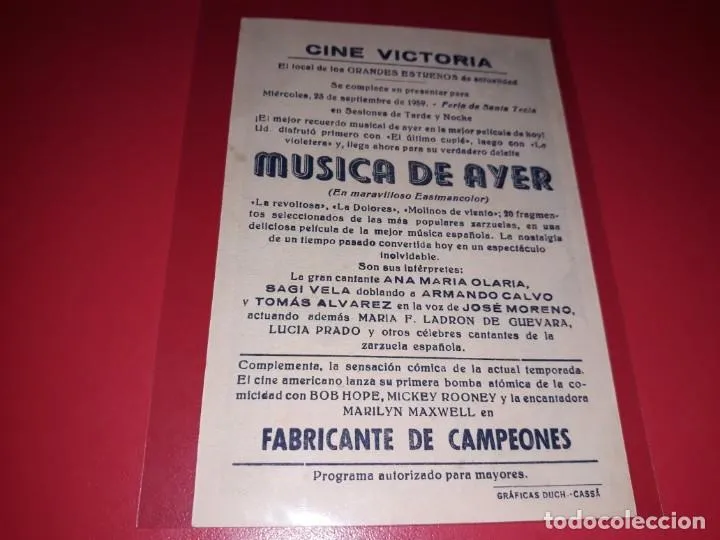 CINE VICTORIA
El local de los GRANDES ESTRENOS de actualidad
Se complace en presentar para
Miércoles, 23 de septiembre de 1959. - Feria de Santa Tecla
en Sesiones de Tarde y Noche
¡El mejor recuerdo musical de ayer en la mejor película de hoy!
Ud. disfrutó primero con «El último cuplé», luego con «La
violetera» y, llega ahora para su verdadero deleite
MUSICA DE AYER
(En maravilloso Eastmancolor)
«La revoltosa», «La Dolores», «Molinos de viento»; 20 fragmen-
tos seleccionados de las más populares zarzuelas, en una
deliciosa película de la mejor música española. La nostalgia
de un tiempo pasado convertida hoy en un espectáculo
inolvidable.
Son sus intérpretes:
La gran cantante ANA MARIA OLARIA,
SAGI VELA doblando a ARMANDO CALVO
y TOMÁS ALVAREZ en la voz de JOSÉ MORENO,
actuando además MARIA F. LADRON DE GUEVARA,
LUCIA PRADO y otros célebres cantantes de la
zarzuela española.
Complementa, la sensación cómica de la actual temporada.
El cine americano lanza su primera bomba atómica de la co-
micidad con BOB HOPE, MICKEY ROONEY y la encantadora
MARILYN MAXWELL en
FABRICANTE DE CAMPEONES
Programa autorizado para mayores.
GRÁFICAS DUCH.-CASSÁ
todocoleccion